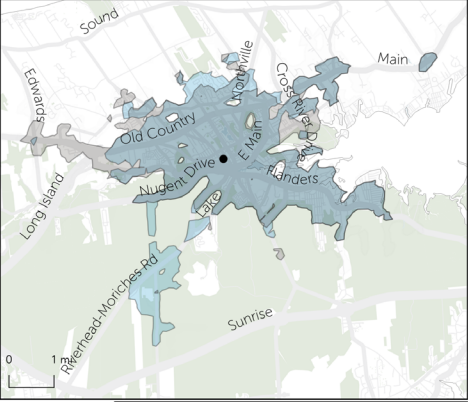 Sound
Northville
Main
Edwards
Cross River Dr
Old Country
E Main
Nugent Drive
Flanders
Long Island
Lake
Riverhead-Moriches Rd
Sunrise
0 1 m